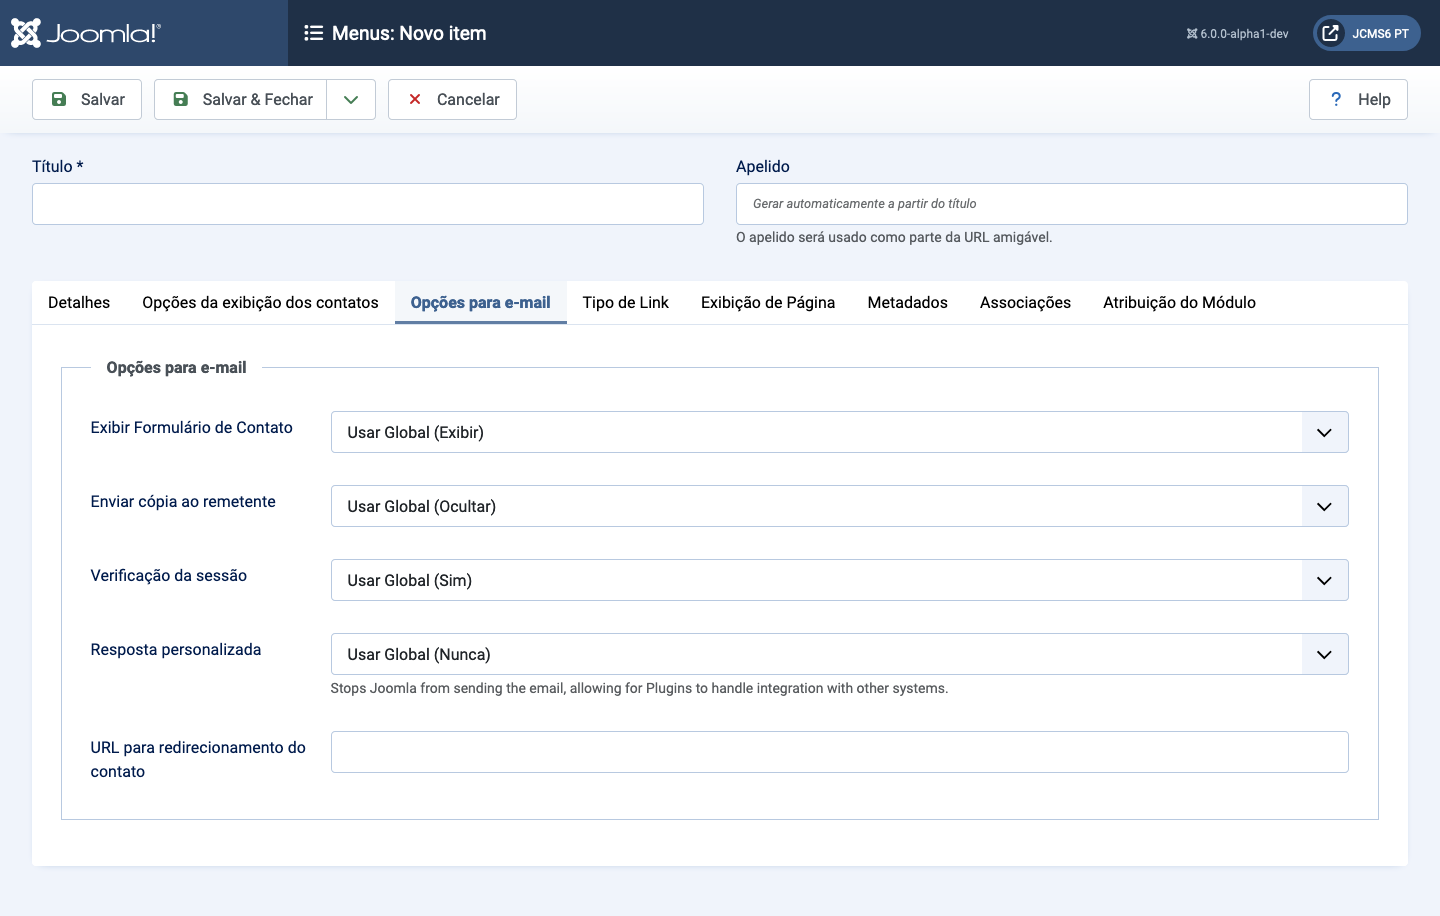 Joomla!®
Menus: Novo item
6.0.0-alpha1-dev
JCMS6 PT
Salvar
Salvar & Fechar
Cancelar
? Help
Título *
Apelido
Gerar automaticamente a partir do título
O apelido será usado como parte da URL amigável.
Detalhes
Opções da exibição dos contatos
Opções para e-mail
Tipo de Link
Exibição de Página
Metadados
Associações
Atribuição do Módulo
Opções para e-mail
Exibir Formulário de Contato
Usar Global (Exibir)
Enviar cópia ao remetente
Usar Global (Ocultar)
Verificação da sessão
Usar Global (Sim)
Resposta personalizada
Usar Global (Nunca)
Stops Joomla from sending the email, allowing for Plugins to handle integration with other systems.
URL para redirecionamento do
contato